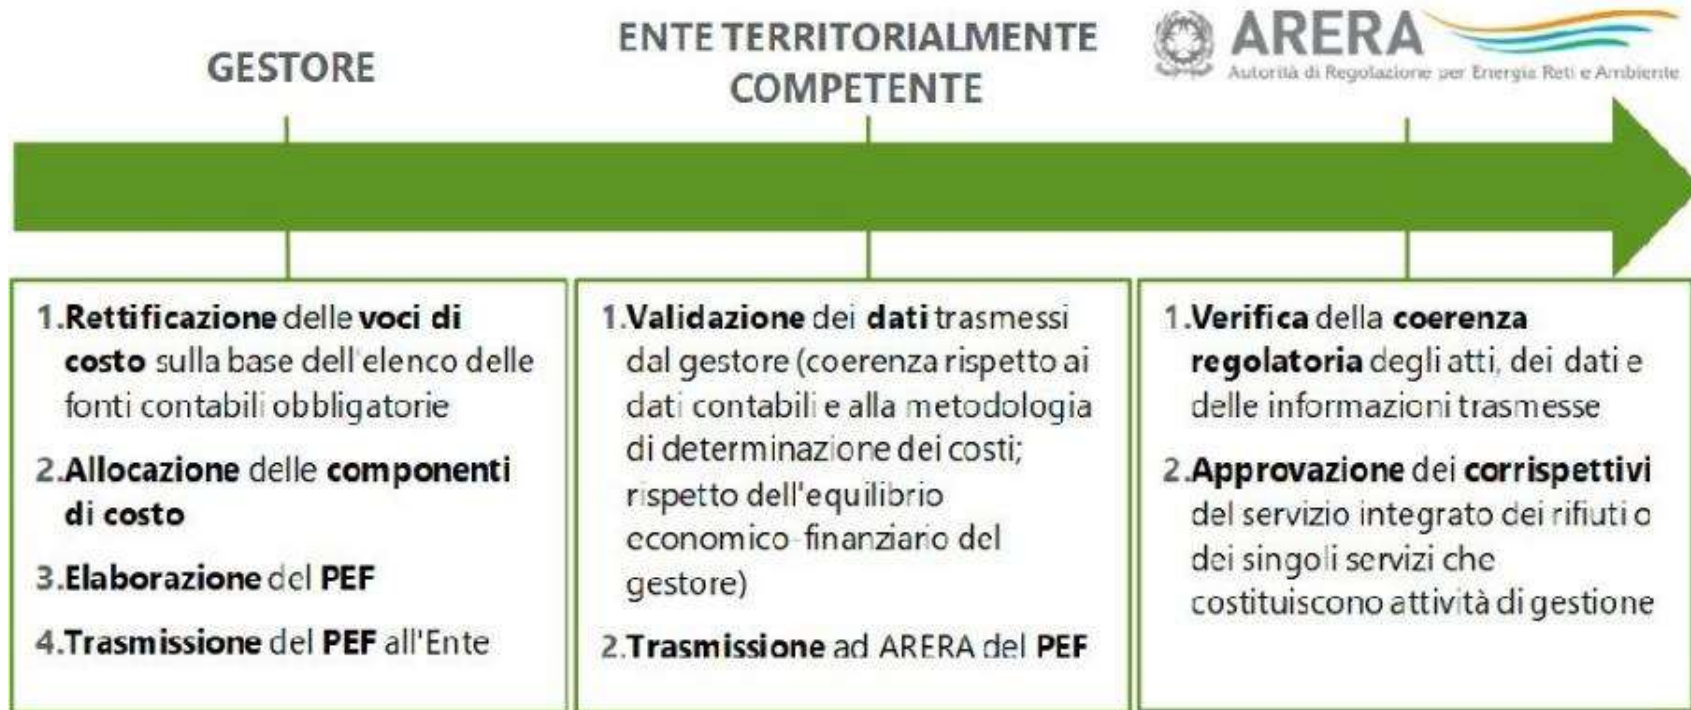 GESTORE
ENTE TERRITORIALMENTE
COMPETENTE
ARERA
Autorità di Regolazione per Energia Reti e Ambiente
1.Rettificazione delle voci di
costo sulla base dell'elenco delle
fonti contabili obbligatorie
2.Allocazione delle componenti
di costo
3.Elaborazione del PEF
4.Trasmissione del PEF all'Ente
1.Validazione dei dati trasmessi
dal gestore (coerenza rispetto ai
dati contabili e alla metodologia
di determinazione dei costi;
rispetto dell'equilibrio
economico-finanziario del
gestore)
2.Trasmissione ad ARERA del PEF
1.Verifica della coerenza
regolatoria degli atti, dei dati e
delle informazioni trasmesse
2.Approvazione dei corrispettivi
del servizio integrato dei rifiuti o
dei singoli servizi che
costituiscono attività di gestione